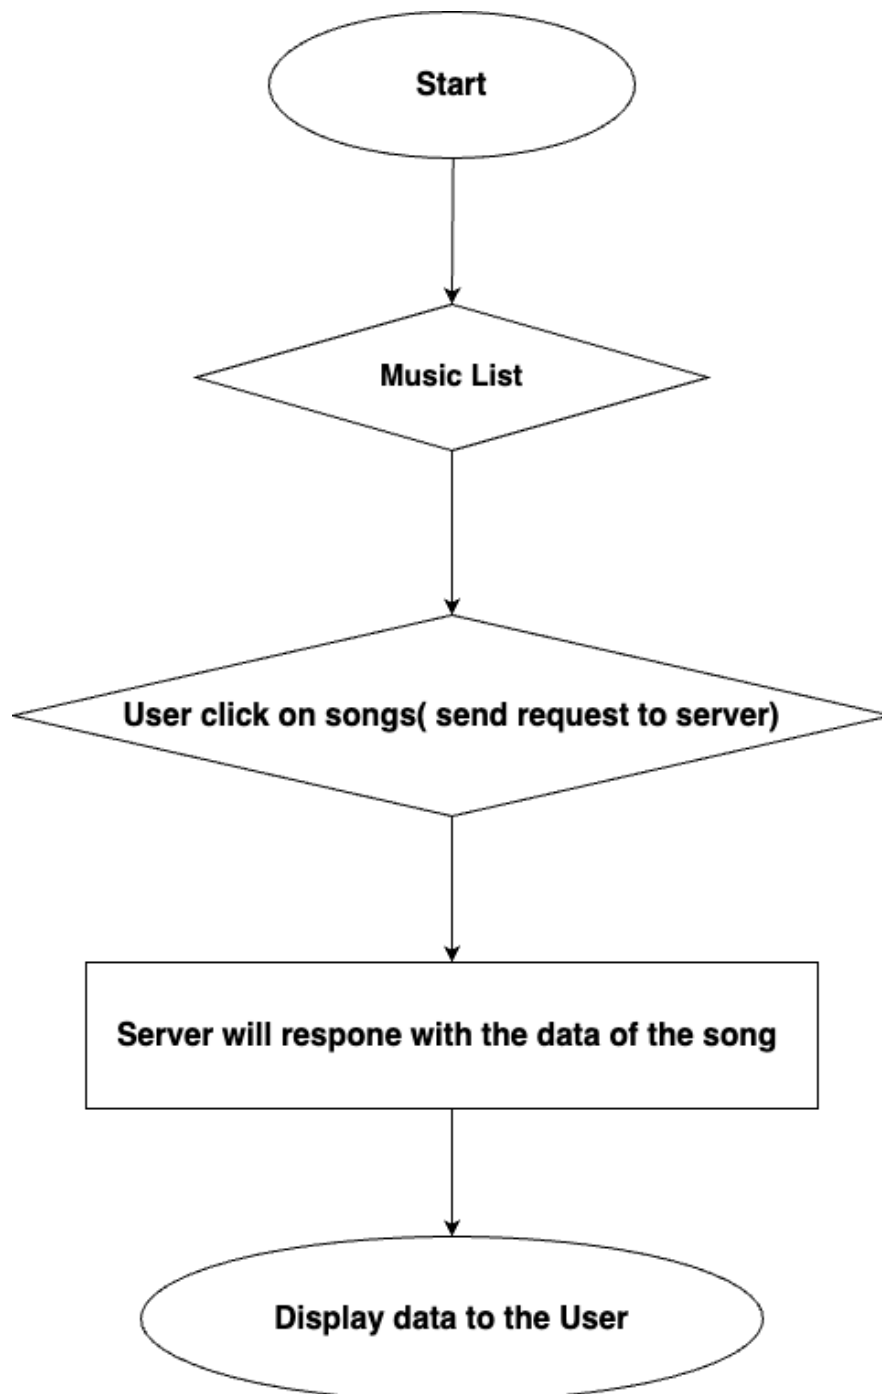 Start
Music List
User click on songs( send request to server)
Server will respone with the data of the song
Display data to the User